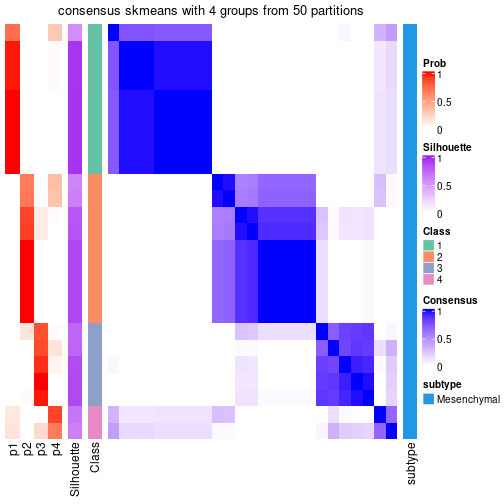 consensus skmeans with 4 groups from 50 partitions
p1
p2
p3
p4
Silhouette
Class
subtype
Prob
1
0.5
0
Silhouette
1
0.5
0
Class
1
2
3
4
Consensus
1
0.5
0
subtype
Mesenchymal